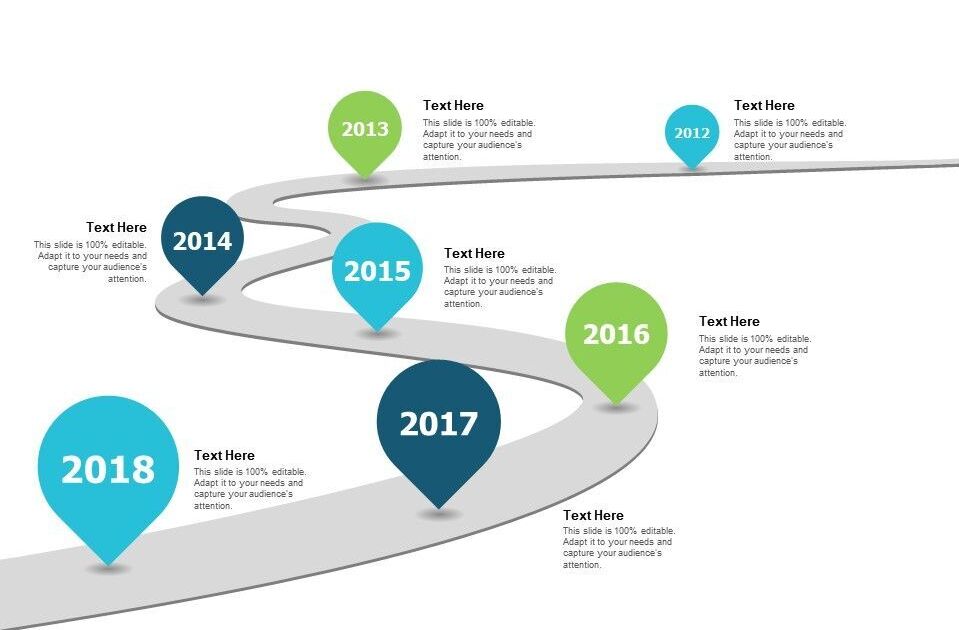 2013
Text Here
This slide is 100% editable.
Adapt it to your needs and
capture your audience's
attention.
2012
Text Here
This slide is 100% editable.
Adapt it to your needs and
capture your audience's
attention.
Text Here
This slide is 100% editable.
Adapt it to your needs and
capture your audience's
attention.
2014
2015
Text Here
This slide is 100% editable.
Adapt it to your needs and
capture your audience's
attention.
2016
Text Here
This slide is 100% editable.
Adapt it to your needs and
capture your audience's
attention.
2018
Text Here
This slide is 100% editable.
Adapt it to your needs and
capture your audience's
attention.
2017
Text Here
This slide is 100% editable.
Adapt it to your needs and
capture your audience's
attention.